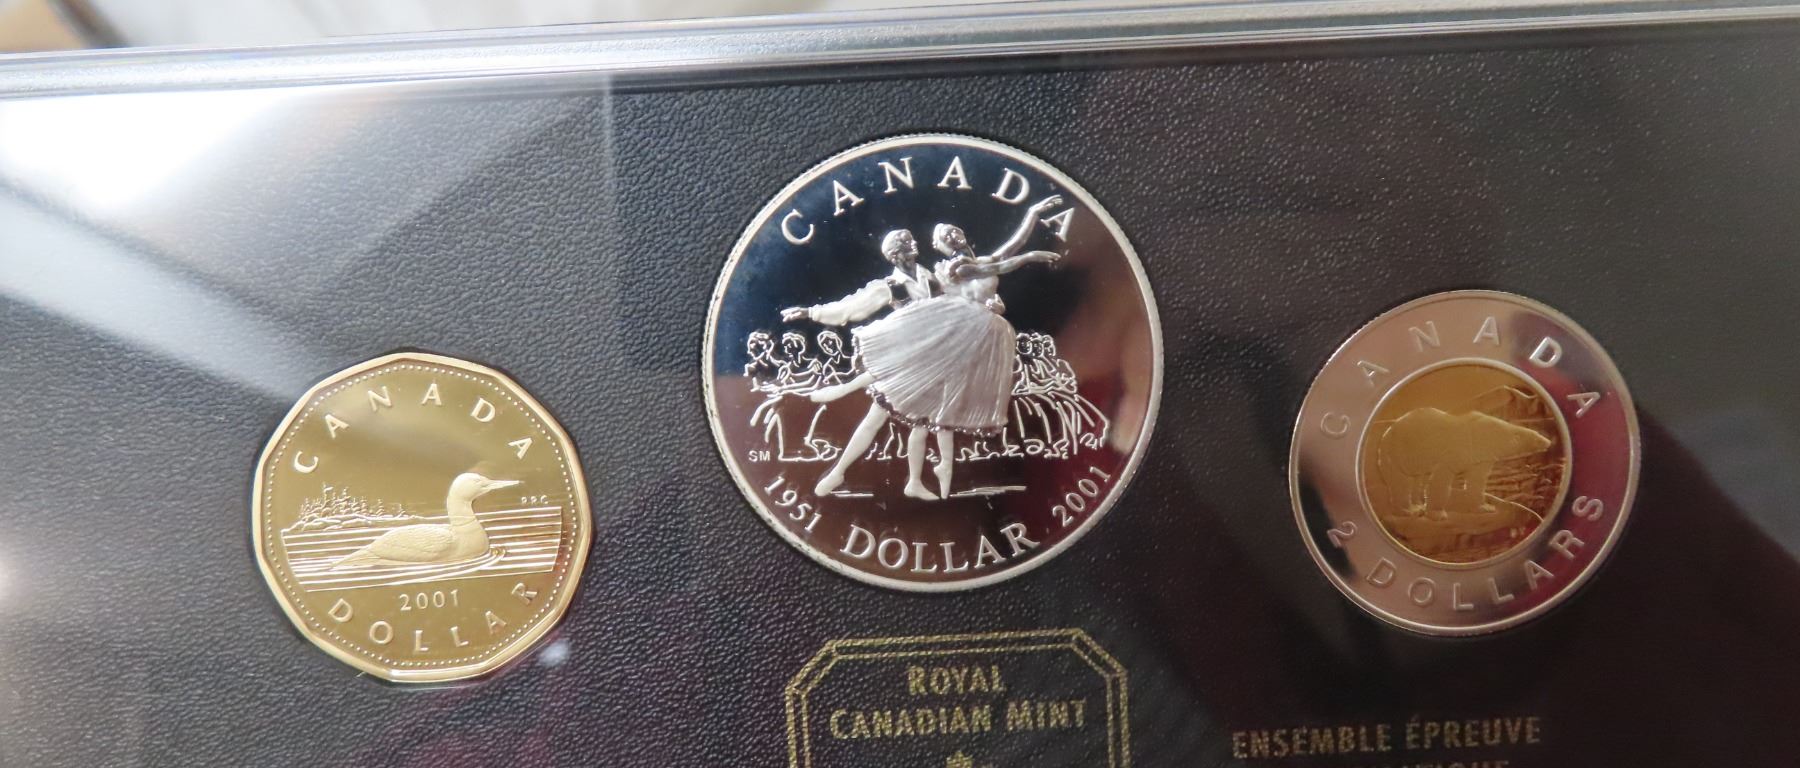 CANADA
RRC
2001
DOLLAR
CANADA
SM
1951 DOLLAR 2001
CANADA
2 DOLLARS
ROYAL
CANADIAN MINT
ENSEMBLE ÉPREUVE